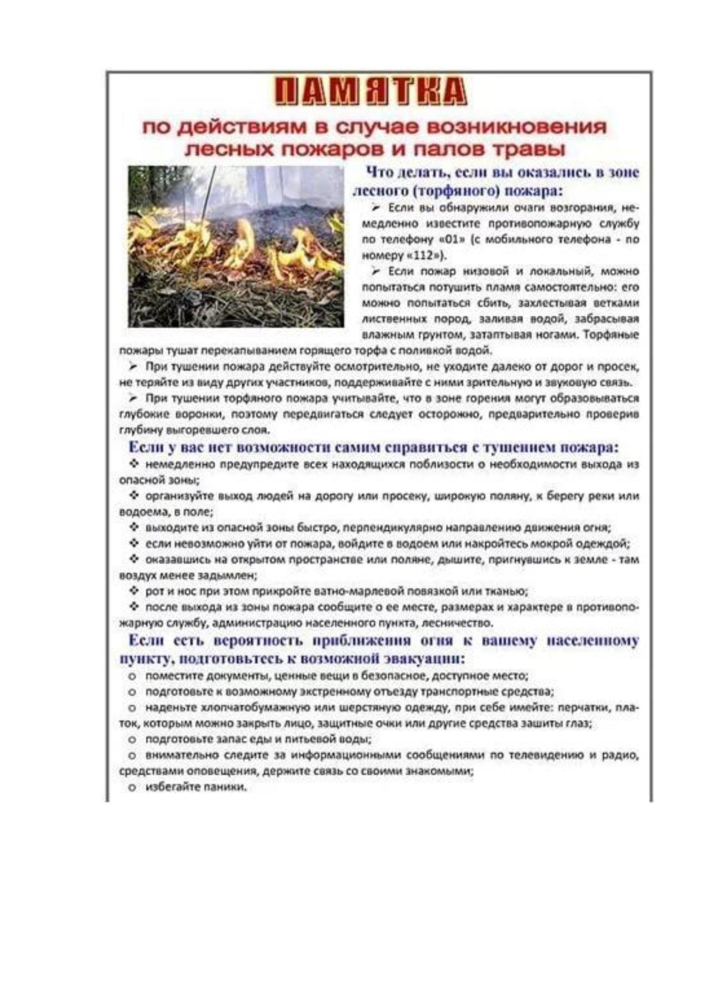 ПАМЯТКА
по действиям в случае возникновения
лесных пожаров и палов травы
Что делать, если вы оказались в зоне
лесного (торфяного) пожара:
➢ Если вы обнаружили очаги возгорания, не-
медленно известите противопожарную службу
по телефону «01» (с мобильного телефона - по
номеру «112»).
➢ Если пожар низовой и локальный, можно
попытаться потушить пламя самостоятельно: его
можно попытаться сбить, захлестывая ветками
лиственных пород, заливая водой, забрасывая
влажным грунтом, затаптывая ногами. Торфяные
пожары тушат перекапыванием горящего торфа с поливкой водой.
➢ При тушении пожара действуйте осмотрительно, не уходите далеко от дорог и просек,
не теряйте из виду других участников, поддерживайте с ними зрительную и звуковую связь.
➢ При тушении торфяного пожара учитывайте, что в зоне горения могут образовываться
глубокие воронки, поэтому передвигаться следует осторожно, предварительно проверив
глубину выгоревшего слоя.
Если у вас нет возможности самим справиться с тушением пожара:
❖ немедленно предупредите всех находящихся поблизости о необходимости выхода из
опасной зоны;
❖ организуйте выход людей на дорогу или просеку, широкую поляну, к берегу реки или
водоема, в поле;
❖ выходите из опасной зоны быстро, перпендикулярно направлению движения огня;
❖ если невозможно уйти от пожара, войдите в водоем или накройтесь мокрой одеждой;
❖ оказавшись на открытом пространстве или поляне, дышите, пригнувшись к земле - там
воздух менее задымлен;
❖ рот и нос при этом прикройте ватно-марлевой повязкой или тканью;
❖ после выхода из зоны пожара сообщите о ее месте, размерах и характере в противопо-
жарную службу, администрацию населенного пункта, лесничество.
Если есть вероятность приближения огня к вашему населенному
пункту, подготовьтесь к возможной эвакуации:
o поместите документы, ценные вещи в безопасное, доступное место;
o подготовьте к возможному экстренному отъезду транспортные средства;
o наденьте хлопчатобумажную или шерстяную одежду, при себе имейте: перчатки, пла-
ток, которым можно закрыть лицо, защитные очки или другие средства зашиты глаз;
o подготовьте запас еды и питьевой воды;
o внимательно следите за информационными сообщениями по телевидению и радио,
средствами оповещения, держите связь со своими знакомыми;
o избегайте паники.